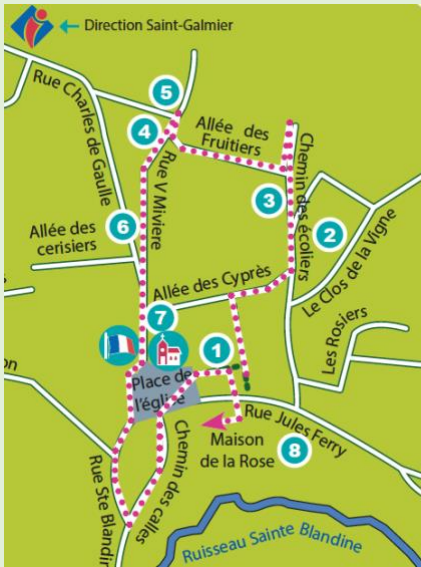 Direction Saint-Galmier
Rue Charles de Gaulle
5
4
Allée des
Fruitiers
Rue V Miviere
Chemin des écoliers
3
2
6
Allée des
cerisiers
Le Clos de la Vigne
Allée des Cyprès
7
Les Rosiers
1
Place de
l'église
Rue Jules Ferry
Maison
de la Rose
8
Chemin des calles
Rue Ste Blandin
Ruisseau Sainte Blandine